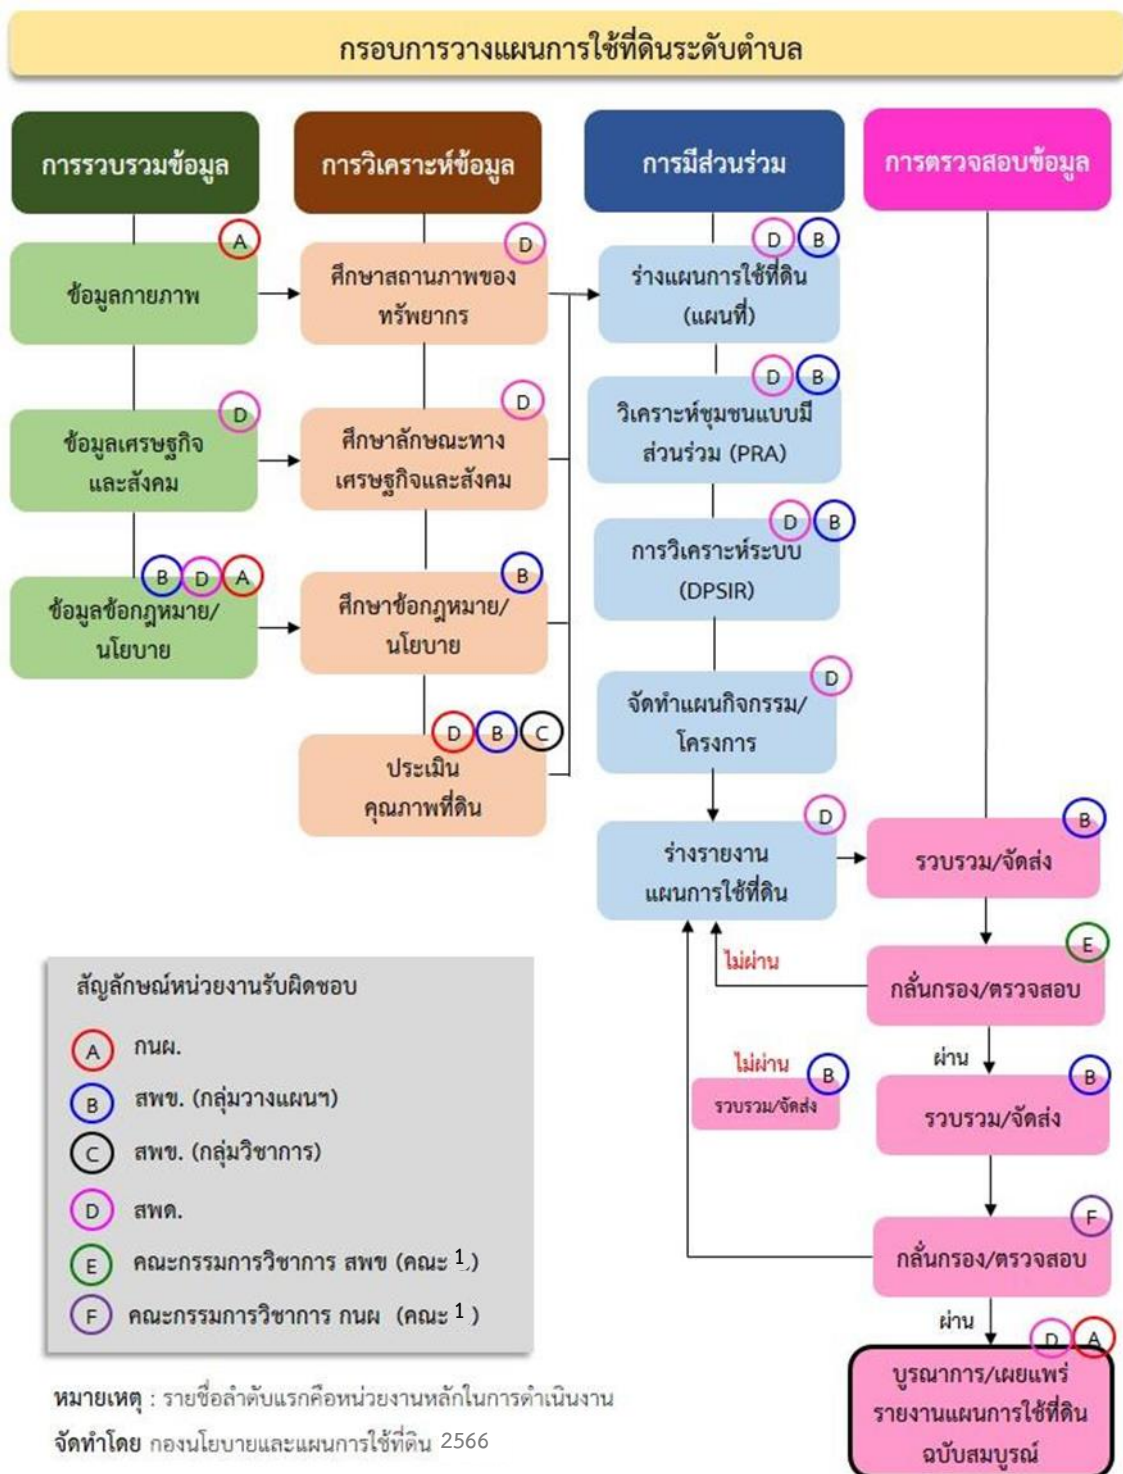 กรอบการวางแผนการใช้ที่ดินระดับตำบล
การรวบรวมข้อมูล
A
ข้อมูลกายภาพ
D
ข้อมูลเศรษฐกิจ
และสังคม
B D A
ข้อมูลข้อกฎหมาย/
นโยบาย
การวิเคราะห์ข้อมูล
D
ศึกษาสถานภาพของ
ทรัพยากร
D
ศึกษาลักษณะทาง
เศรษฐกิจและสังคม
B
ศึกษาข้อกฎหมาย/
นโยบาย
D B C
ประเมิน
คุณภาพที่ดิน
การมีส่วนร่วม
D B
ร่างแผนการใช้ที่ดิน
(แผนที่)
D B
วิเคราะห์ชุมชนแบบมี
ส่วนร่วม (PRA)
D B
การวิเคราะห์ระบบ
(DPSIR)
D
จัดทำแผนกิจกรรม/
โครงการ
D
ร่างรายงาน
แผนการใช้ที่ดิน
การตรวจสอบข้อมูล
B
รวบรวม/จัดส่ง
E
กลั่นกรอง/ตรวจสอบ
ไม่ผ่าน
ผ่าน
B
รวบรวม/จัดส่ง
ไม่ผ่าน
B
รวบรวม/จัดส่ง
F
กลั่นกรอง/ตรวจสอบ
ผ่าน
D A
บูรณาการ/เผยแพร่
รายงานแผนการใช้ที่ดิน
ฉบับสมบูรณ์
สัญลักษณ์หน่วยงานรับผิดชอบ
A กนผ.
B สพข. (กลุ่มวางแผนฯ)
C สพข. (กลุ่มวิชาการ)
D สพด.
E คณะกรรมการวิชาการ สพข (คณะ 1)
F คณะกรรมการวิชาการ กนผ (คณะ 1 )
หมายเหตุ : รายชื่อลำดับแรกคือหน่วยงานหลักในการดำเนินงาน
จัดทำโดย กองนโยบายและแผนการใช้ที่ดิน 2566